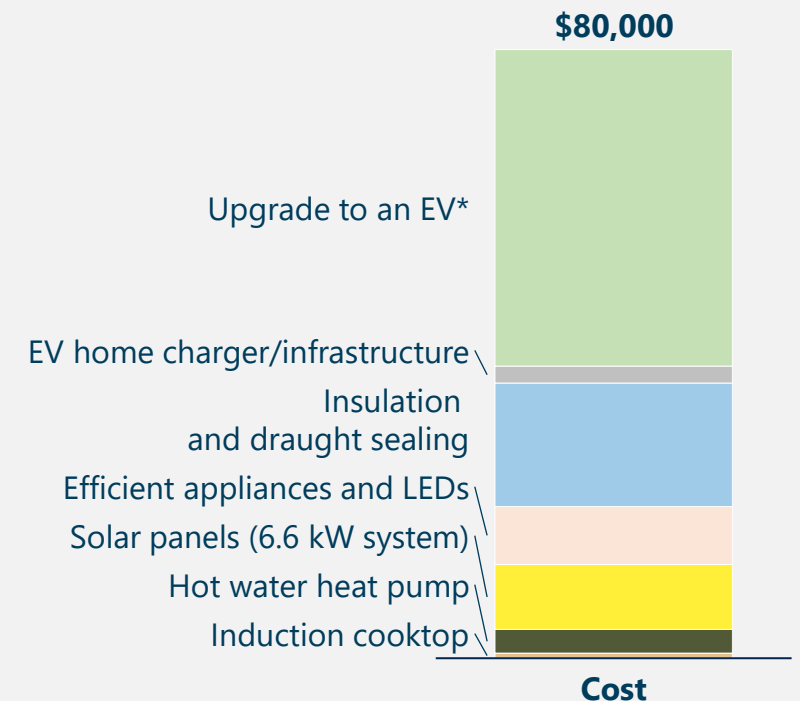 $80,000
Upgrade to an EV*
EV home charger/infrastructure
Insulation
and draught sealing
Efficient appliances and LEDs
Solar panels (6.6 kW system)
Hot water heat pump
Induction cooktop
Cost